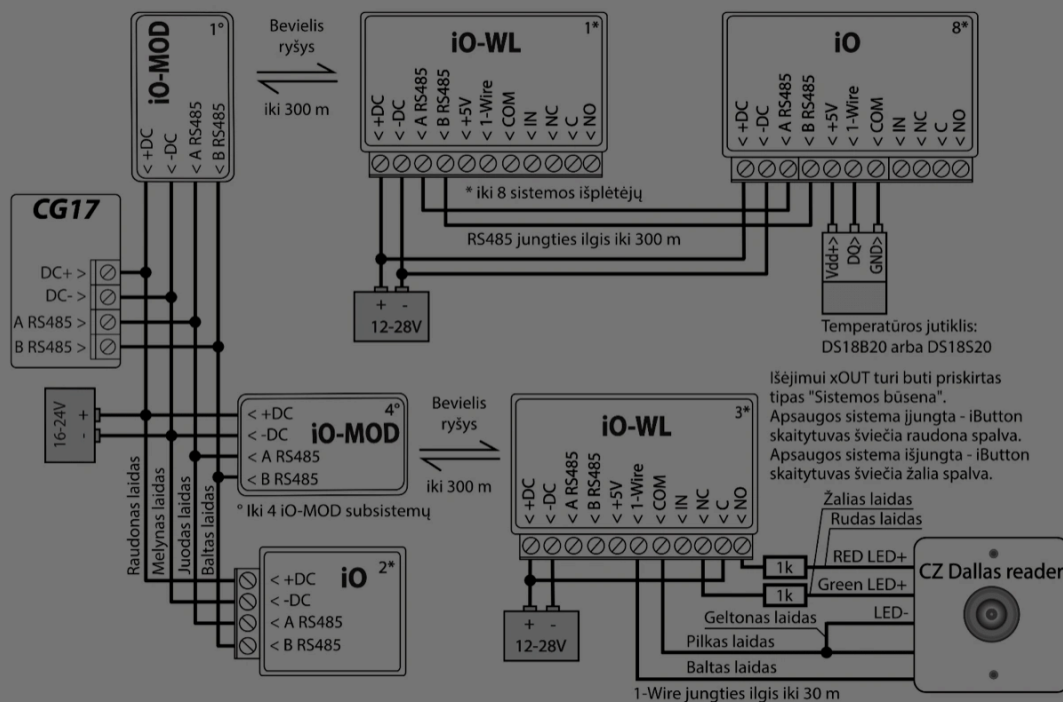 iO-MOD
1°
< +DC
< -DC
< A RS485
< B RS485
Bevielis
ryšys
iki 300 m
iO-WL
1*
< +DC
< -DC
< A RS485
< B RS485
< +5V
< 1-Wire
< COM
< IN
< NC
< C
< NO
* iki 8 sistemos išplėtėjų
RS485 jungties ilgis iki 300 m
+ -
12-28V
iO
8*
< +DC
< -DC
< A RS485
< B RS485
< +5V
< 1-Wire
< COM
< IN
< NC
< C
< NO
Vdd+>
DQ>
GND>
Temperatūros jutiklis:
DS18B20 arba DS18S20
CG17
DC+ >
DC- >
A RS485 >
B RS485 >
16-24V
+
-
Raudonas laidas
Melynas laidas
Juodas laidas
Baltas laidas
4°
iO-MOD
< +DC
< -DC
< A RS485
< B RS485
° Iki 4 iO-MOD subsistemų
iO 2*
< +DC
< -DC
< A RS485
< B RS485
Bevielis
ryšys
iki 300 m
iO-WL
3*
< +DC
< -DC
< A RS485
< B RS485
< +5V
< 1-Wire
< COM
< IN
< NC
< C
< NO
+ -
12-28V
Išėjimui xOUT turi buti priskirtas
tipas "Sistemos būsena".
Apsaugos sistema įjungta - iButton
skaitytuvas šviečia raudona spalva.
Apsaugos sistema išjungta - iButton
skaitytuvas šviečia žalia spalva.
Žalias laidas
Rudas laidas
1k
RED LED+
1k
Green LED+
LED-
Geltonas laidas
Pilkas laidas
Baltas laidas
1-Wire jungties ilgis iki 30 m
CZ Dallas reader